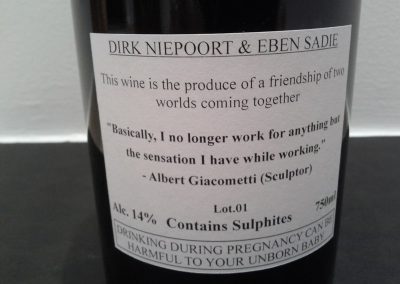 DIRK NIEPOORT & EBEN SADIE
This wine is the produce of a friendship of two
worlds coming together
"Basically, I no longer work for anything but
the sensation I have while working."
- Albert Giacometti (Sculptor)
Lot.01
Alc. 14% Contains Sulphites 750ml
DRINKING DURING PREGNANCY CAN BE
HARMFUL TO YOUR UNBORN BABY